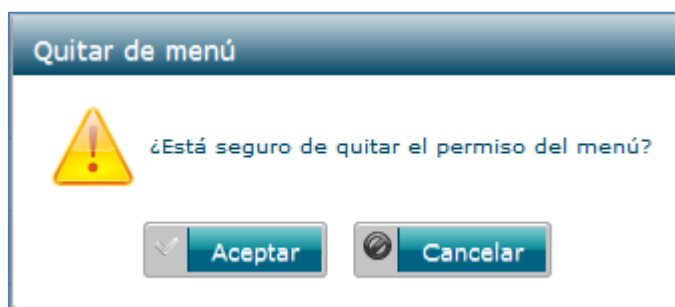 Quitar de menú
¿Está seguro de quitar el permiso del menú?
Aceptar
Cancelar